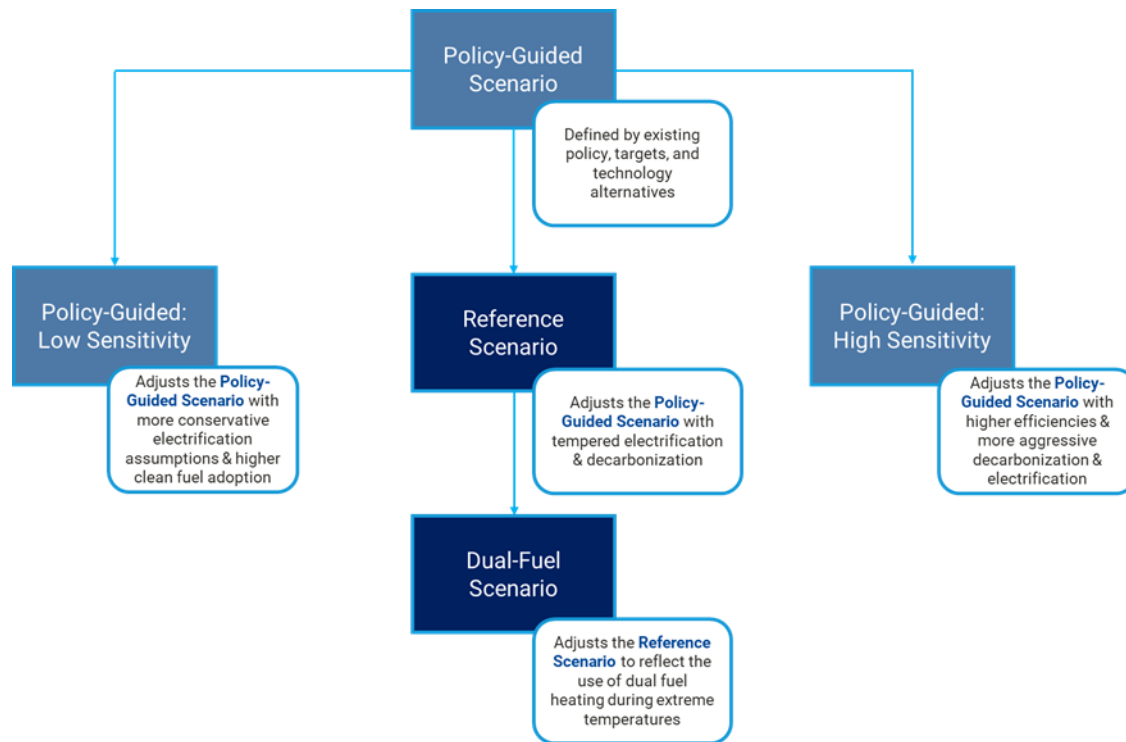 Policy-Guided
Scenario
Defined by existing
policy, targets, and
technology
alternatives
Policy-Guided:
Low Sensitivity
Adjusts the Policy-
Guided Scenario with
more conservative
electrification
assumptions & higher
clean fuel adoption
Reference
Scenario
Adjusts the Policy-
Guided Scenario with
tempered electrification
& decarbonization
Policy-Guided:
High Sensitivity
Adjusts the Policy-
Guided Scenario with
higher efficiencies &
more aggressive
decarbonization &
electrification
Dual-Fuel
Scenario
Adjusts the Reference
Scenario to reflect the
use of dual fuel
heating during extreme
temperatures